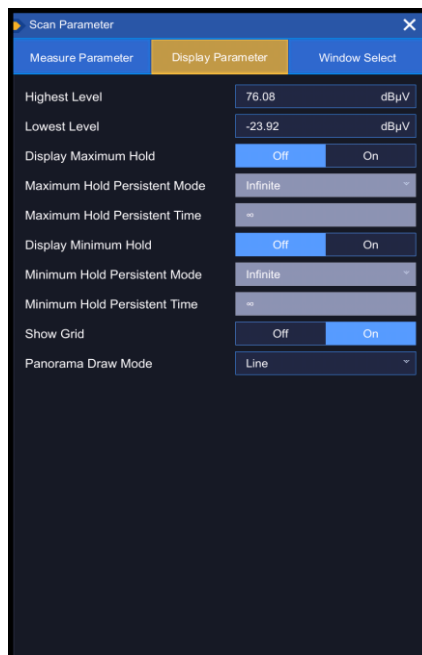 Scan Parameter
Measure Parameter Display Parameter Window Select
Highest Level 76.08 dBµV
Lowest Level -23.92 dBµV
Display Maximum Hold Off On
Maximum Hold Persistent Mode Infinite
Maximum Hold Persistent Time ∞
Display Minimum Hold Off On
Minimum Hold Persistent Mode Infinite
Minimum Hold Persistent Time ∞
Show Grid Off On
Panorama Draw Mode Line